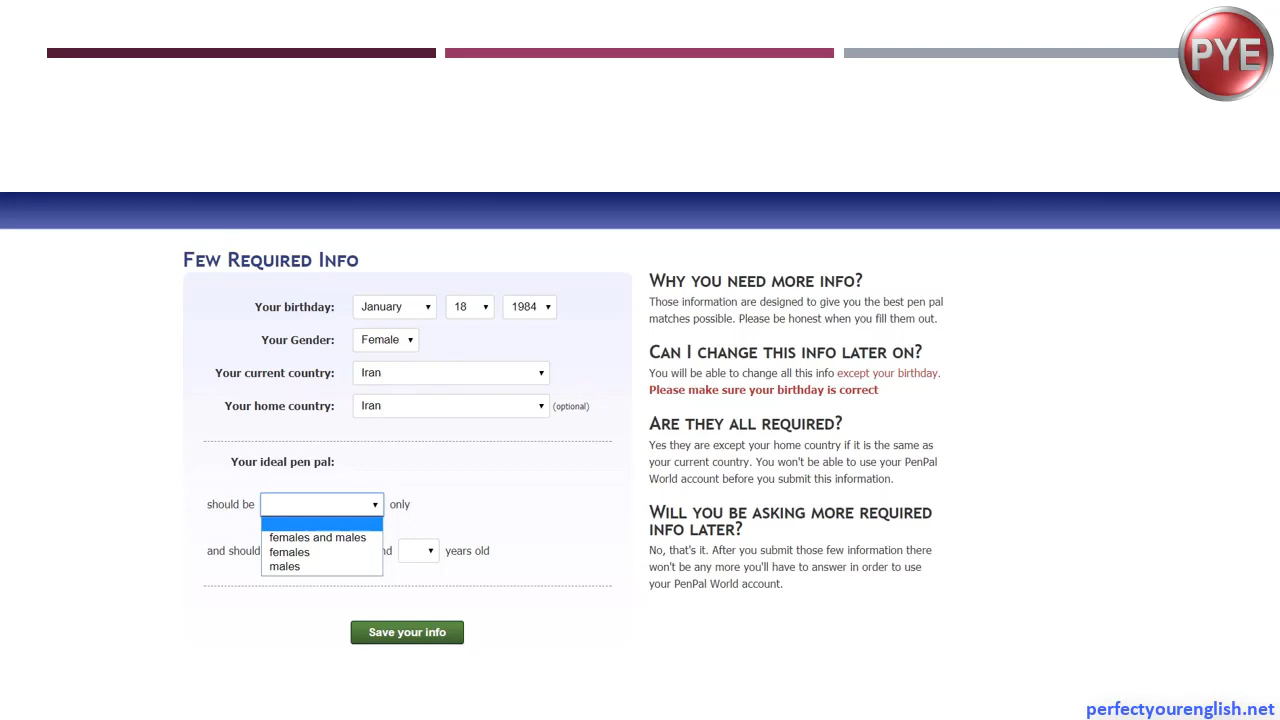 PYE
Few Required Info
Your birthday: January 18 1984
Your Gender: Female
Your current country: Iran
Your home country: Iran (optional)
Your ideal pen pal:
should be only
females and males
females
males
and should nd years old
Save your info
Why you need more info?
Those information are designed to give you the best pen pal
matches possible. Please be honest when you fill them out.
Can I change this info later on?
You will be able to change all this info except your birthday.
Please make sure your birthday is correct
Are they all required?
Yes they are except your home country if it is the same as
your current country. You won't be able to use your PenPal
World account before you submit this information.
Will you be asking more required
info later?
No, that's it. After you submit those few information there
won't be any more you'll have to answer in order to use
your PenPal World account.
perfectyourenglish.net